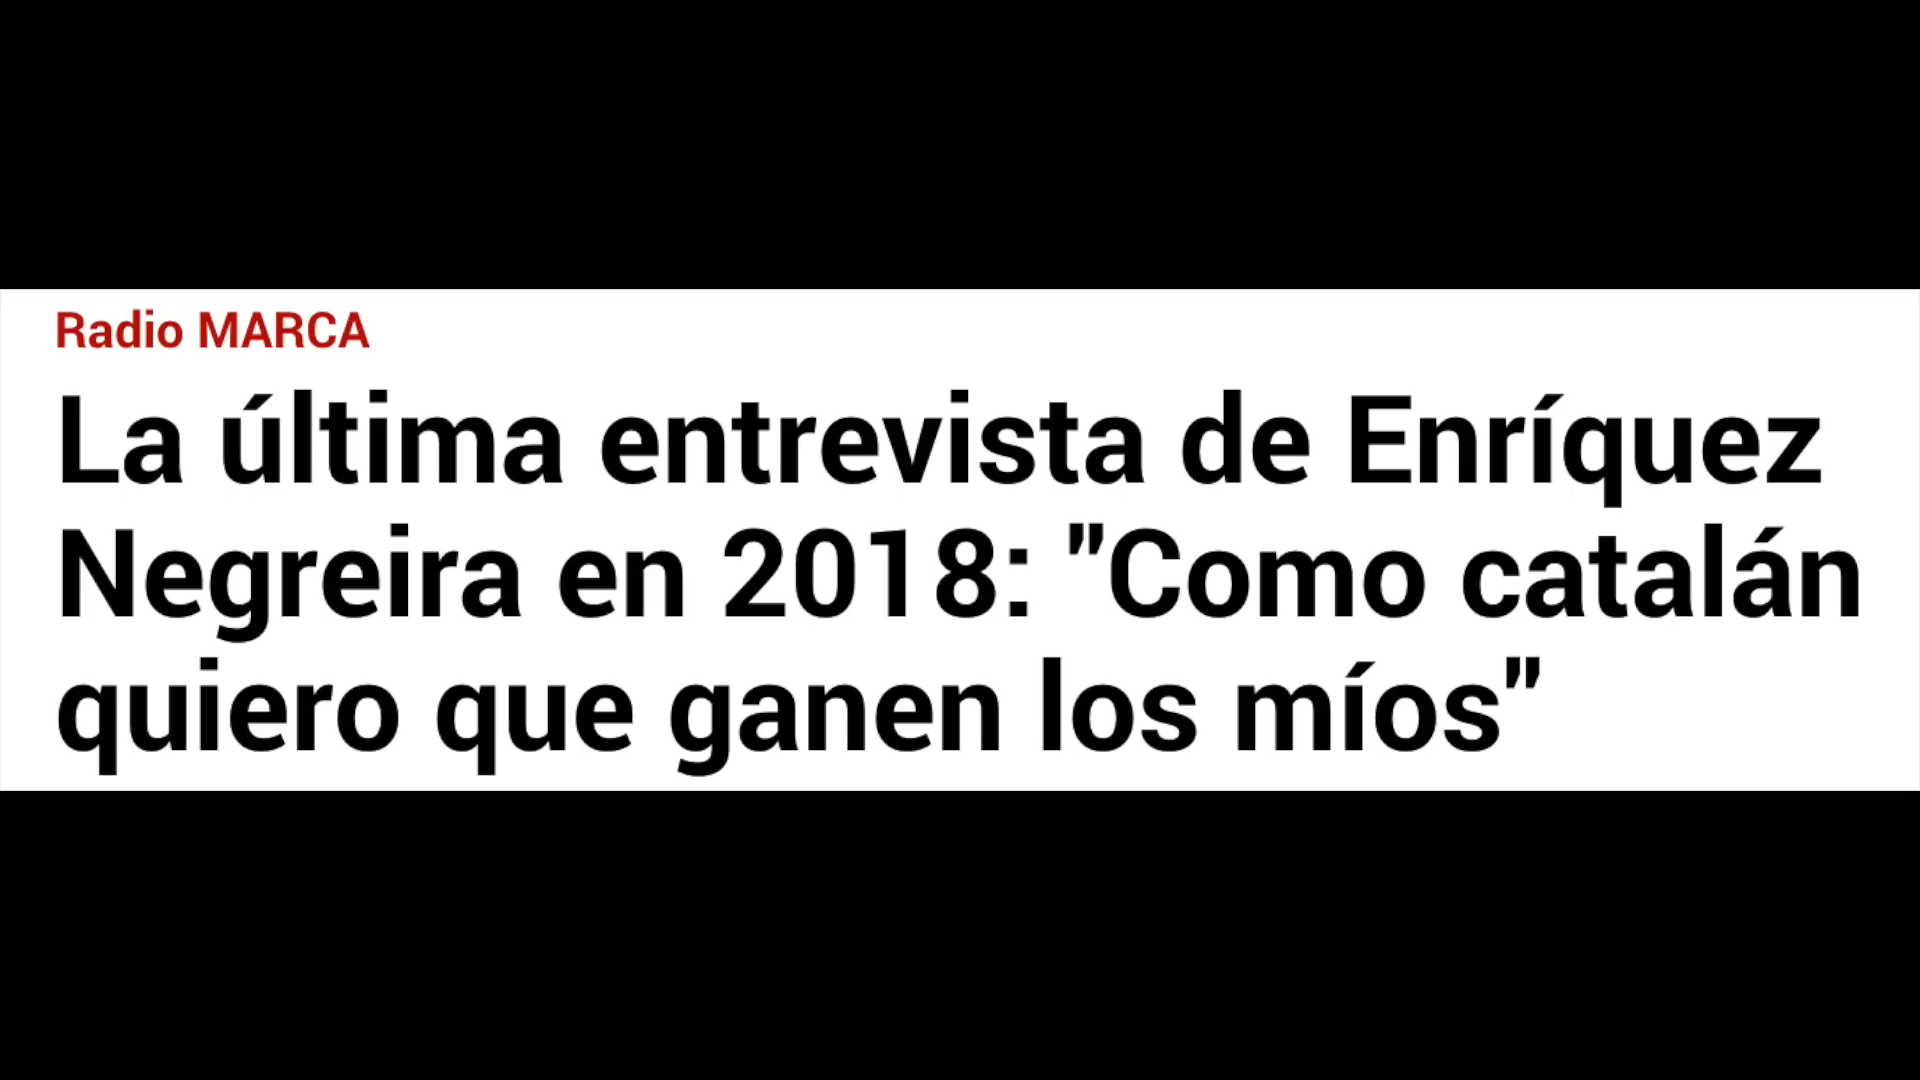 Radio MARCA
La última entrevista de Enríquez
Negreira en 2018: "Como catalán
quiero que ganen los míos"